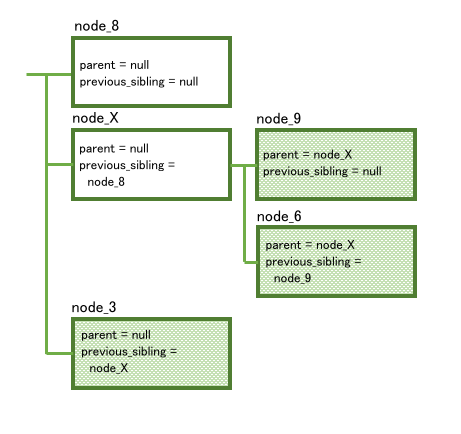 node_8
parent = null
previous_sibling = null
node_X
parent = null
previous_sibling =
node_8
node_9
parent = node_X
previous_sibling = null
node_6
parent = node_X
previous_sibling =
node_9
node_3
parent = null
previous_sibling =
node_X